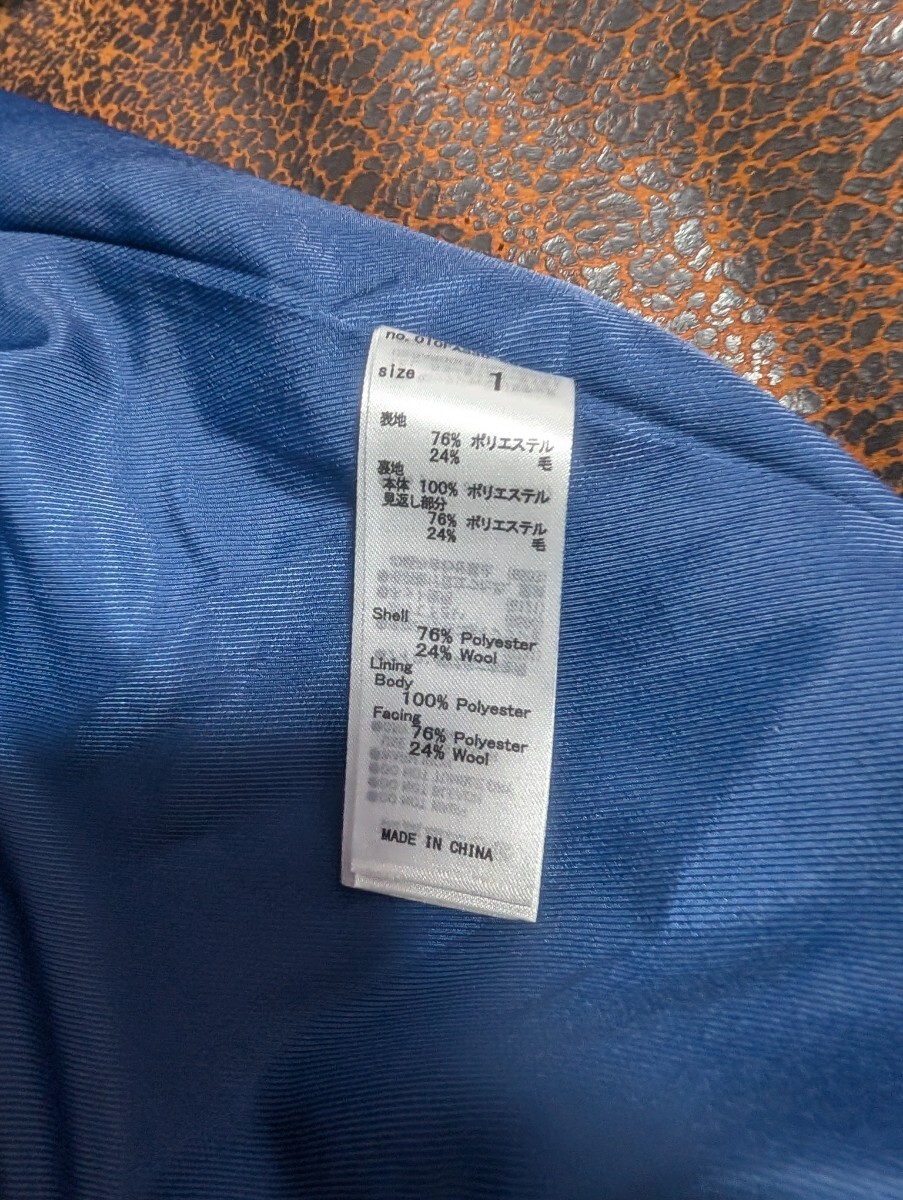 size 1
表地
76% ポリエステル
24% 毛
裏地
本体 100% ポリエステル
見返し部分
76% ポリエステル
24% 毛
Shell
76% Polyester
24% Wool
Lining
Body
100% Polyester
Facing
76% Polyester
24% Wool
MADE IN CHINA